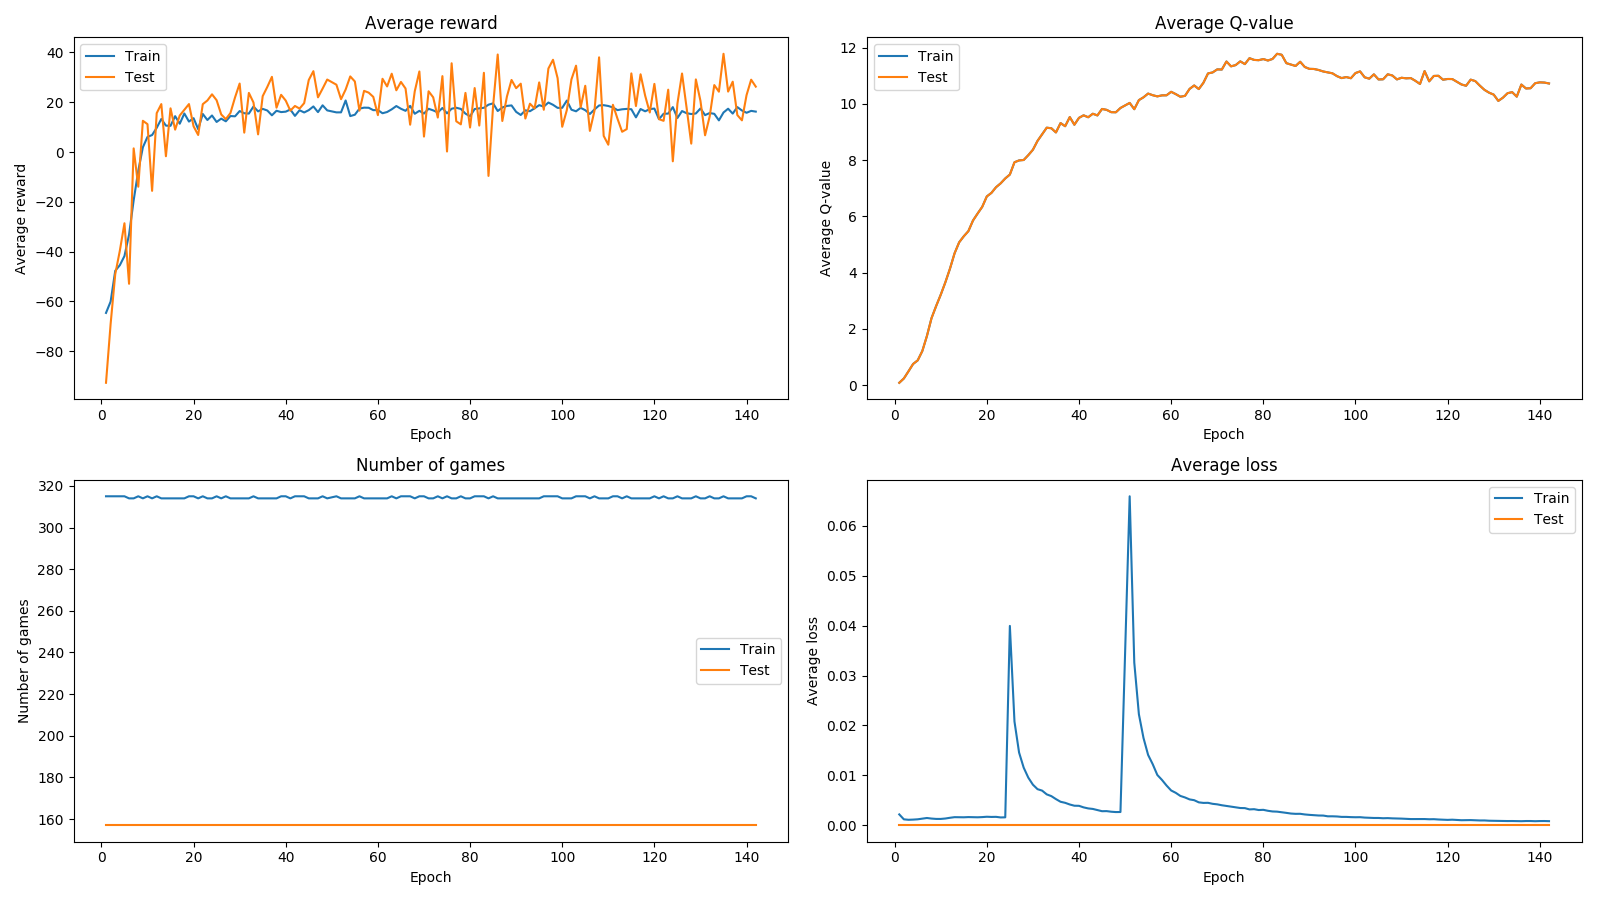 Average reward
Average reward
40
20
0
−20
−40
−60
−80
Train
Test
0 20 40 60 80 100 120 140
Epoch
Average Q-value
Average Q-value
12
10
8
6
4
2
0
Train
Test
0 20 40 60 80 100 120 140
Epoch
Number of games
Number of games
320
300
280
260
240
220
200
180
160
Train
Test
0 20 40 60 80 100 120 140
Epoch
Average loss
Average loss
0.06
0.05
0.04
0.03
0.02
0.01
0.00
Train
Test
0 20 40 60 80 100 120 140
Epoch